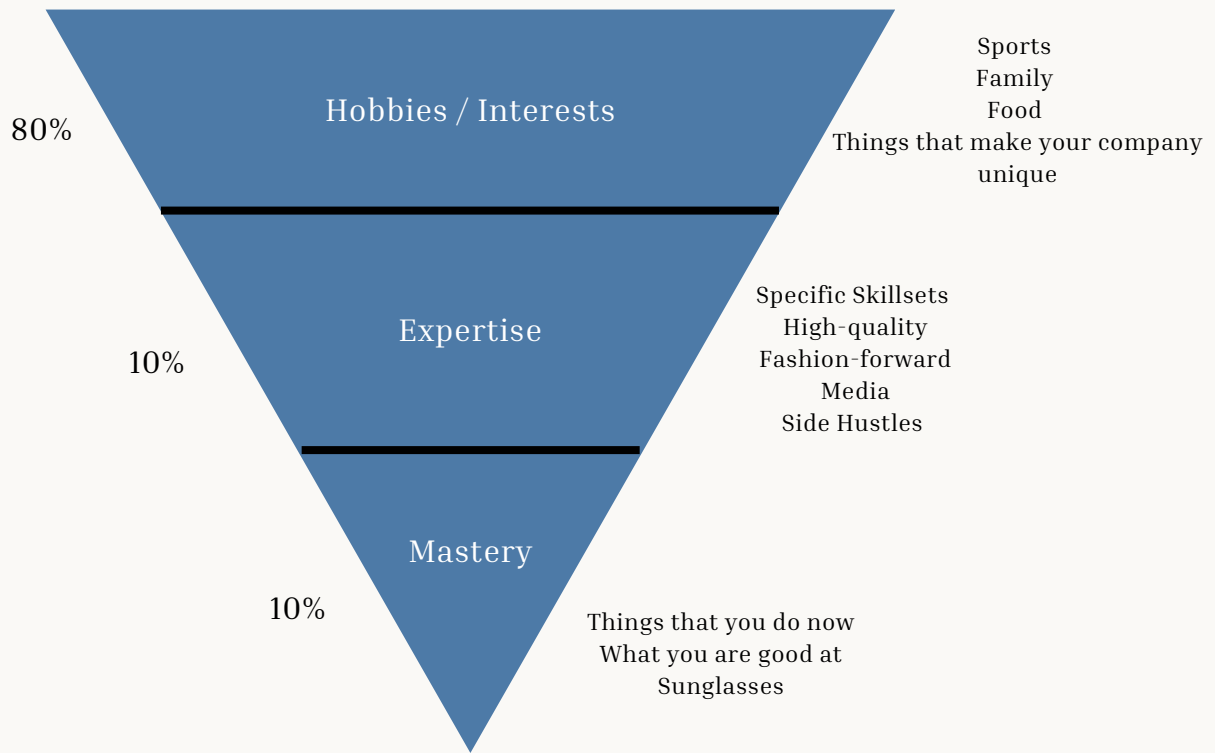 80%
Hobbies / Interests
Sports
Family
Food
Things that make your company
unique
10%
Expertise
Specific Skillsets
High-quality
Fashion-forward
Media
Side Hustles
10%
Mastery
Things that you do now
What you are good at
Sunglasses